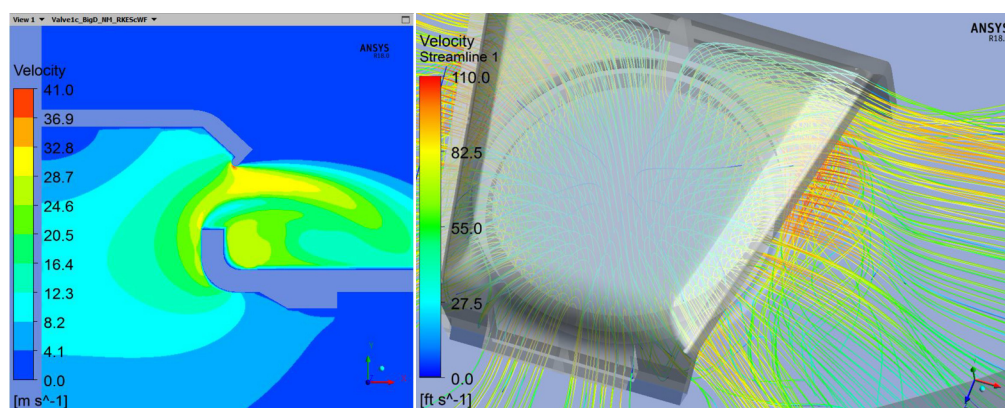 View 1 ▼ Valve1c_BigD_NM_RKEScWF ▼
ANSYS
R18.0
Velocity
41.0
36.9
32.8
28.7
24.6
20.5
16.4
12.3
8.2
4.1
0.0
[m s^-1]
ANSYS
Velocity
Streamline 1
110.0
82.5
55.0
27.5
0.0
[ft s^-1]